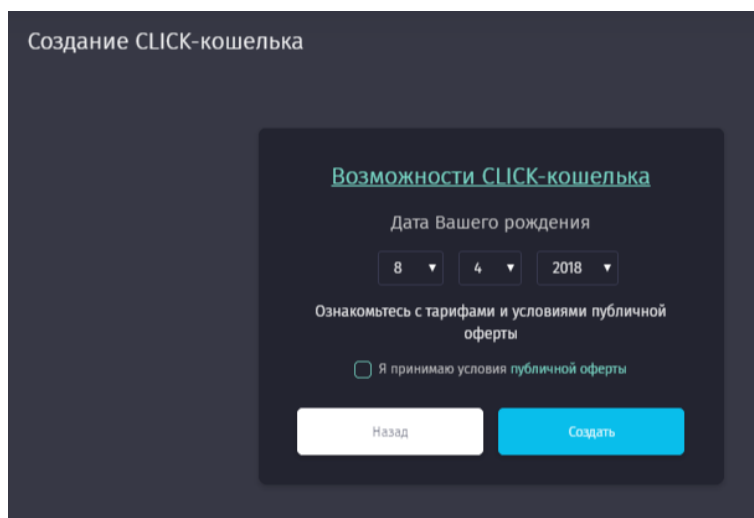 Создание CLICK-кошелька
Возможности CLICK-кошелька
Дата Вашего рождения
8 4 2018
Ознакомьтесь с тарифами и условиями публичной
оферты
Я принимаю условия публичной оферты
Назад Создать